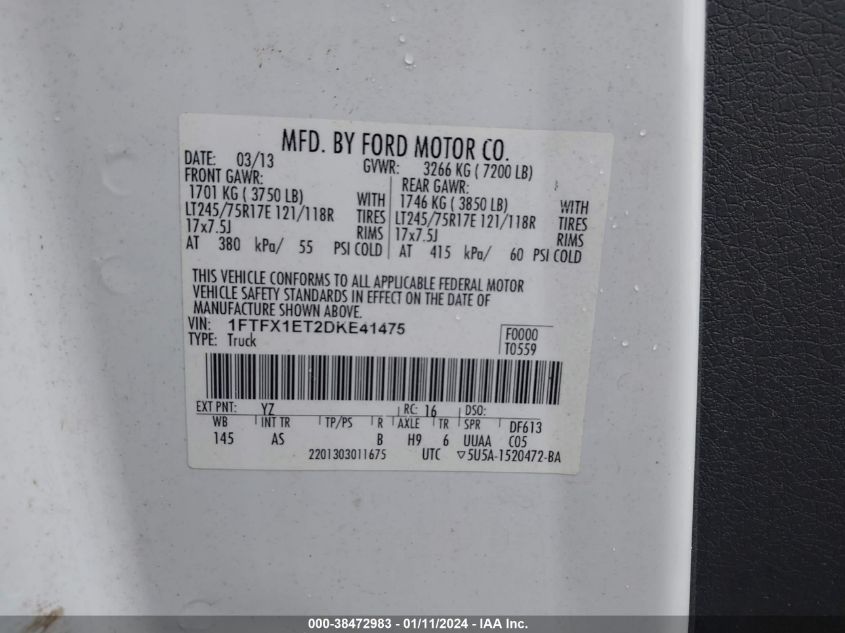 MFD. BY FORD MOTOR CO.
DATE: 03/13 GVWR: 3266 KG ( 7200 LB)
FRONT GAWR: REAR GAWR:
1701 KG ( 3750 LB) WITH 1746 KG ( 3850 LB) WITH
LT245/75R17E 121/118R TIRES LT245/75R17E 121/118R TIRES
17x7.5J RIMS 17x7.5J RIMS
AT 380 kPa/ 55 PSI COLD AT 415 kPa/ 60 PSI COLD
THIS VEHICLE CONFORMS TO ALL APPLICABLE FEDERAL MOTOR
VEHICLE SAFETY STANDARDS IN EFFECT ON THE DATE OF
MANUFACTURE SHOWN ABOVE.
VIN: 1FTFX1ET2DKE41475 F0000
TYPE: Truck T0559
EXT PNT: YZ RC: 16 DSO:
WB INT TR TP/PS R AXLE TR SPR DF613
145 AS B H9 6 UUAA C05
2201303011675 UTC ▽5U5A-1520472-BA
000-38472983 - 01/11/2024 - IAA Inc.